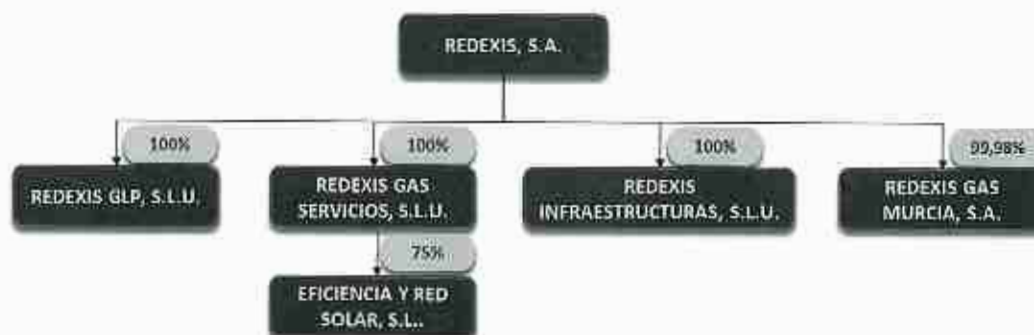 REDEXIS, S.A.
100%
100%
100%
99,98%
REDEXIS GLP, S.L.U.
REDEXIS GAS
SERVICIOS, S.L.U.
REDEXIS
INFRAESTRUCTURAS, S.L.U.
REDEXIS GAS
MURCIA, S.A.
75%
EFICIENCIA Y RED
SOLAR, S.L..